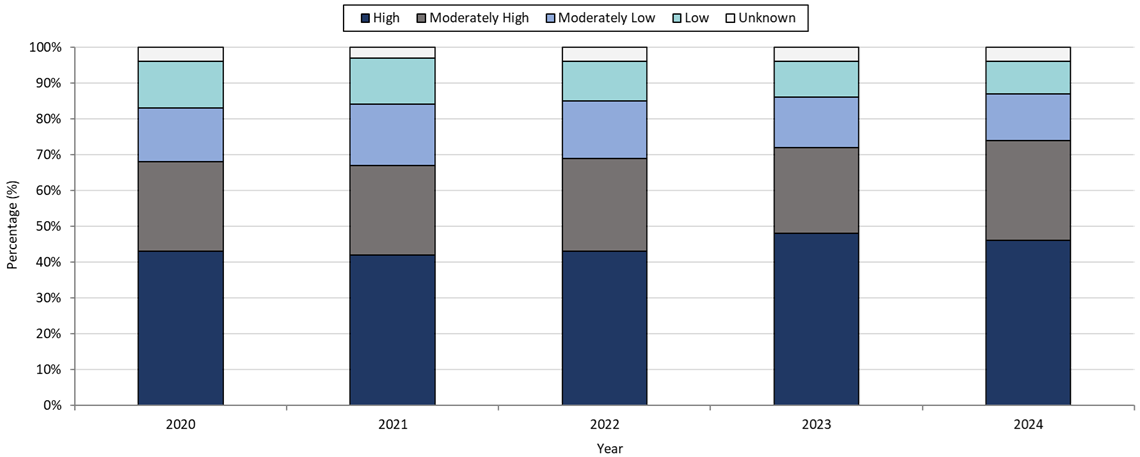 High Moderately High Moderately Low Low Unknown
100%
90%
80%
70%
60%
50%
40%
30%
20%
10%
0%
Percentage (%)
2020 2021 2022 2023 2024
Year